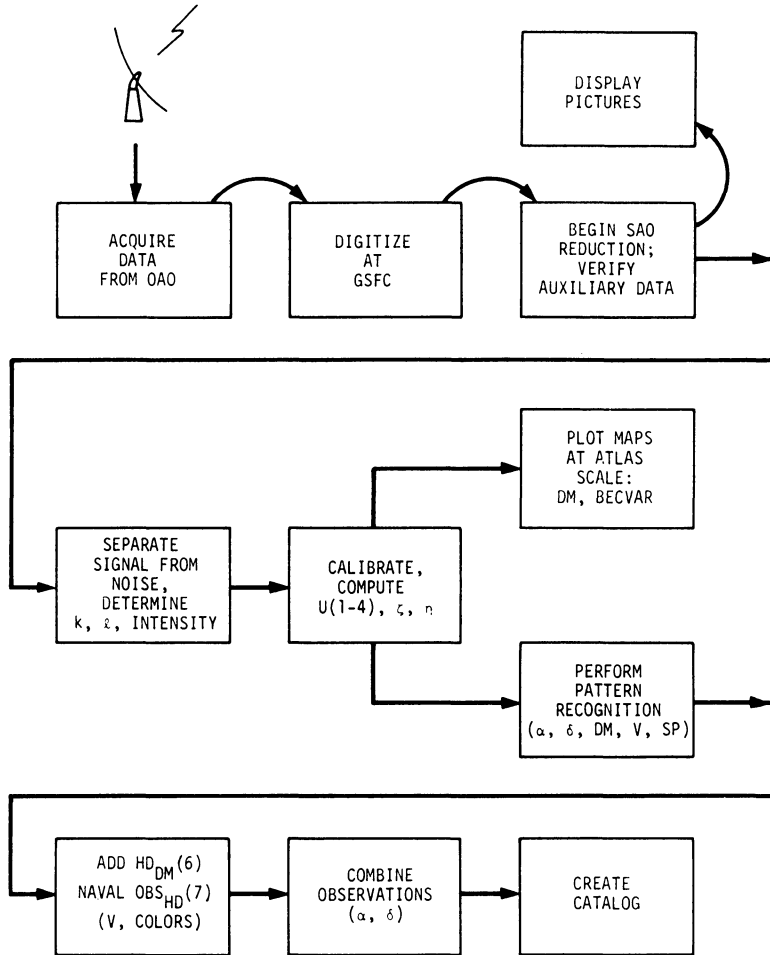 DISPLAY
PICTURES
ACQUIRE
DATA
FROM OAO
DIGITIZE
AT
GSFC
BEGIN SAO
REDUCTION;
VERIFY
AUXILIARY DATA
PLOT MAPS
AT ATLAS
SCALE:
DM, BECVAR
SEPARATE
SIGNAL FROM
NOISE,
DETERMINE
k, ℓ, INTENSITY
CALIBRATE,
COMPUTE
U(1-4), ζ, η
PERFORM
PATTERN
RECOGNITION
(α, δ, DM, V, SP)
ADD HD_DM(6)
NAVAL OBS_HD(7)
(V, COLORS)
COMBINE
OBSERVATIONS
(α, δ)
CREATE
CATALOG